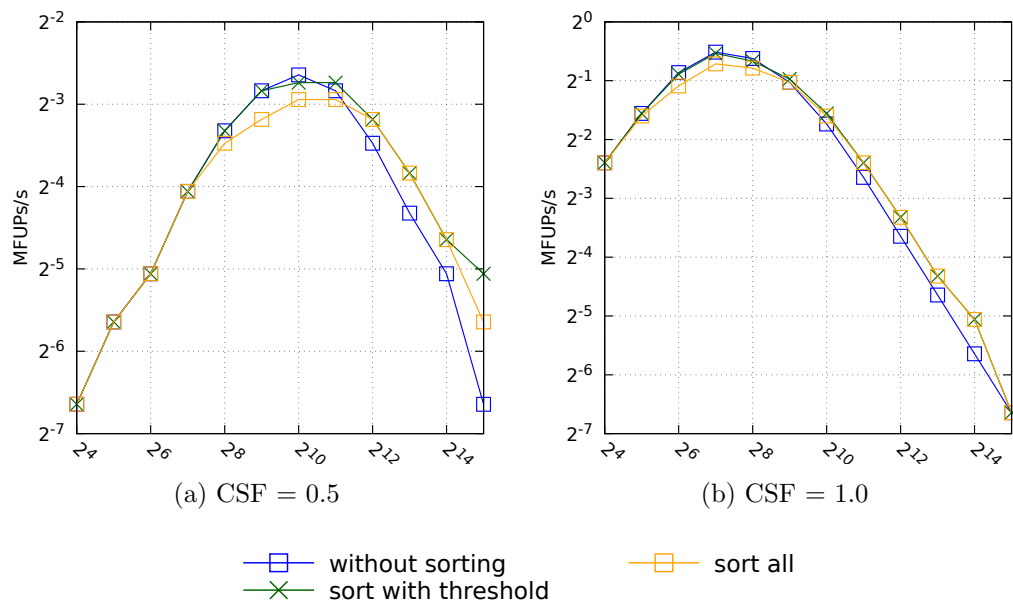 2^-2
2^-3
2^-4
2^-5
2^-6
2^-7
MFUPs/s
2^4 2^6 2^8 2^10 2^12 2^14
(a) CSF = 0.5
2^0
2^-1
2^-2
2^-3
2^-4
2^-5
2^-6
2^-7
MFUPs/s
2^4 2^6 2^8 2^10 2^12 2^14
(b) CSF = 1.0
without sorting
sort with threshold
sort all